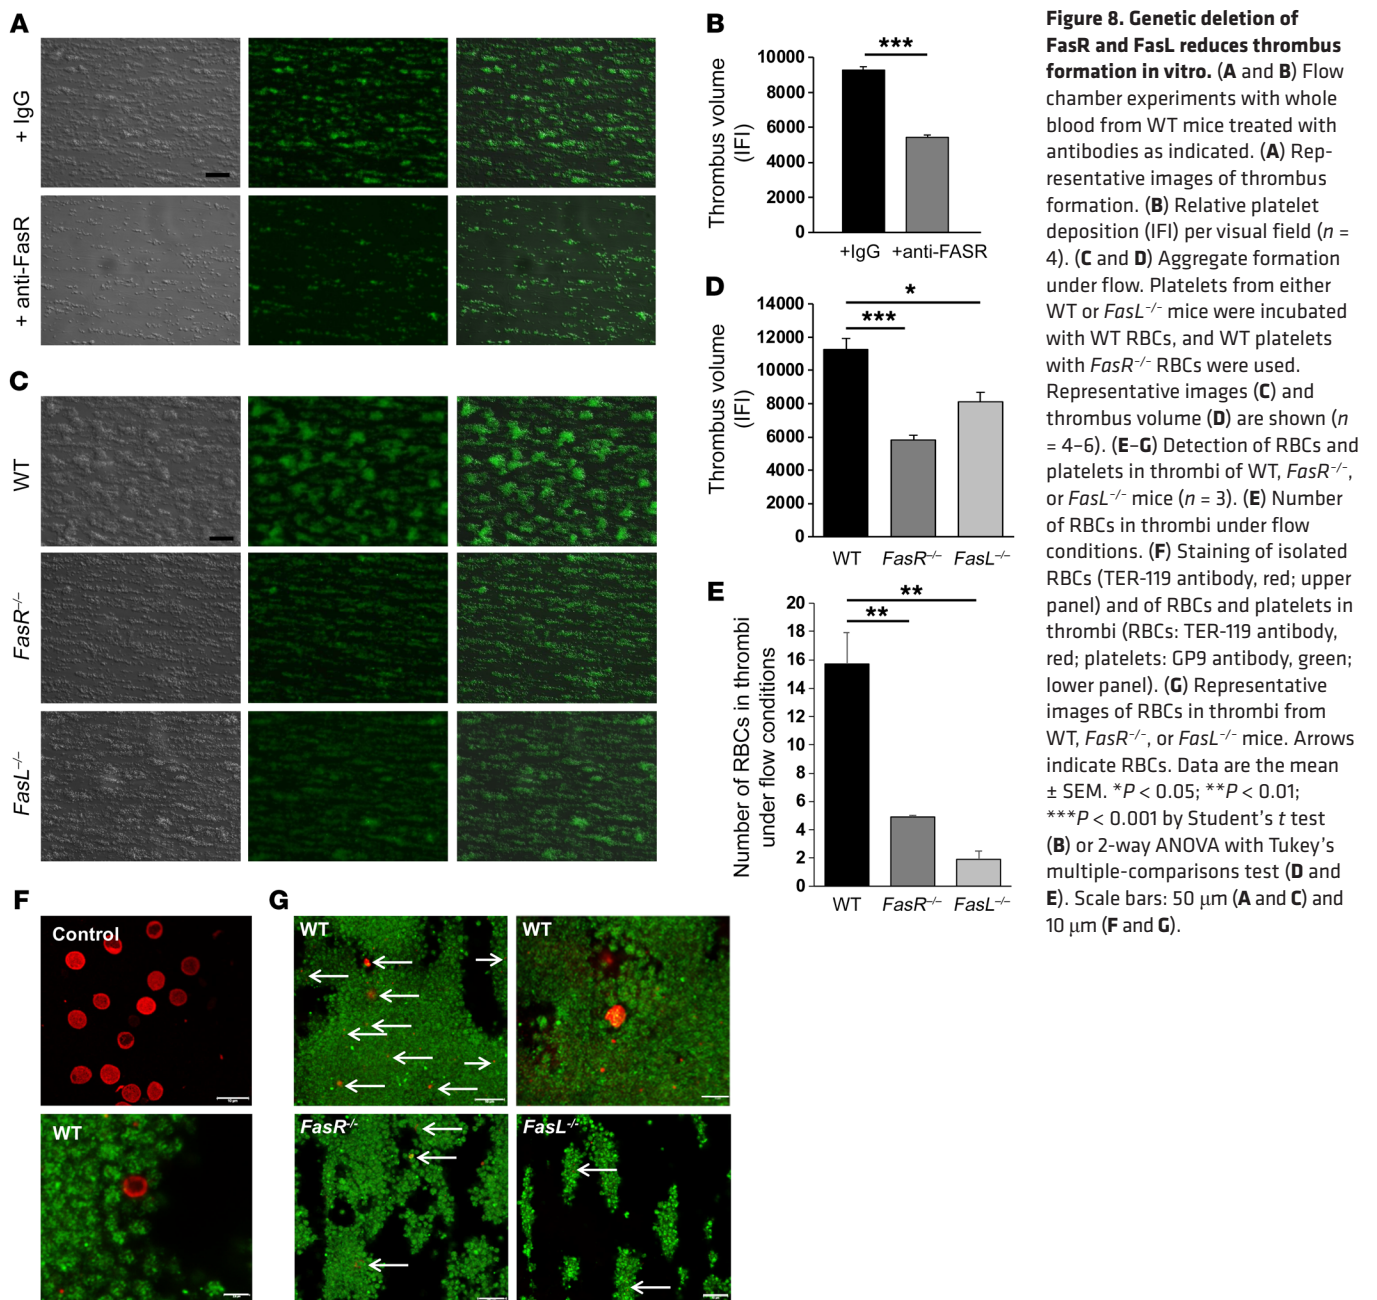 A
+ IgG
+ anti-FasR
B
Thrombus volume
(IFI)
10000
8000
6000
4000
2000
0
***
+IgG
+anti-FASR
C
WT
FasR–/–
FasL–/–
D
Thrombus volume
(IFI)
14000
12000
10000
8000
6000
4000
2000
0
*
***
WT
FasR–/–
FasL–/–
E
Number of RBCs in thrombi
under flow conditions
20
18
16
14
12
10
8
6
4
2
0
**
**
WT
FasR–/–
FasL–/–
F
Control
WT
G
WT
WT
FasR-/-
FasL-/-
Figure 8. Genetic deletion of
FasR and FasL reduces thrombus
formation in vitro. (A and B) Flow
chamber experiments with whole
blood from WT mice treated with
antibodies as indicated. (A) Rep-
resentative images of thrombus
formation. (B) Relative platelet
deposition (IFI) per visual field (n =
4). (C and D) Aggregate formation
under flow. Platelets from either
WT or FasL–/– mice were incubated
with WT RBCs, and WT platelets
with FasR–/– RBCs were used.
Representative images (C) and
thrombus volume (D) are shown (n
= 4–6). (E–G) Detection of RBCs and
platelets in thrombi of WT, FasR–/–,
or FasL–/– mice (n = 3). (E) Number
of RBCs in thrombi under flow
conditions. (F) Staining of isolated
RBCs (TER-119 antibody, red; upper
panel) and of RBCs and platelets in
thrombi (RBCs: TER-119 antibody,
red; platelets: GP9 antibody, green;
lower panel). (G) Representative
images of RBCs in thrombi from
WT, FasR–/–, or FasL–/– mice. Arrows
indicate RBCs. Data are the mean
± SEM. *P < 0.05; **P < 0.01;
***P < 0.001 by Student’s t test
(B) or 2-way ANOVA with Tukey’s
multiple-comparisons test (D and
E). Scale bars: 50 μm (A and C) and
10 μm (F and G).